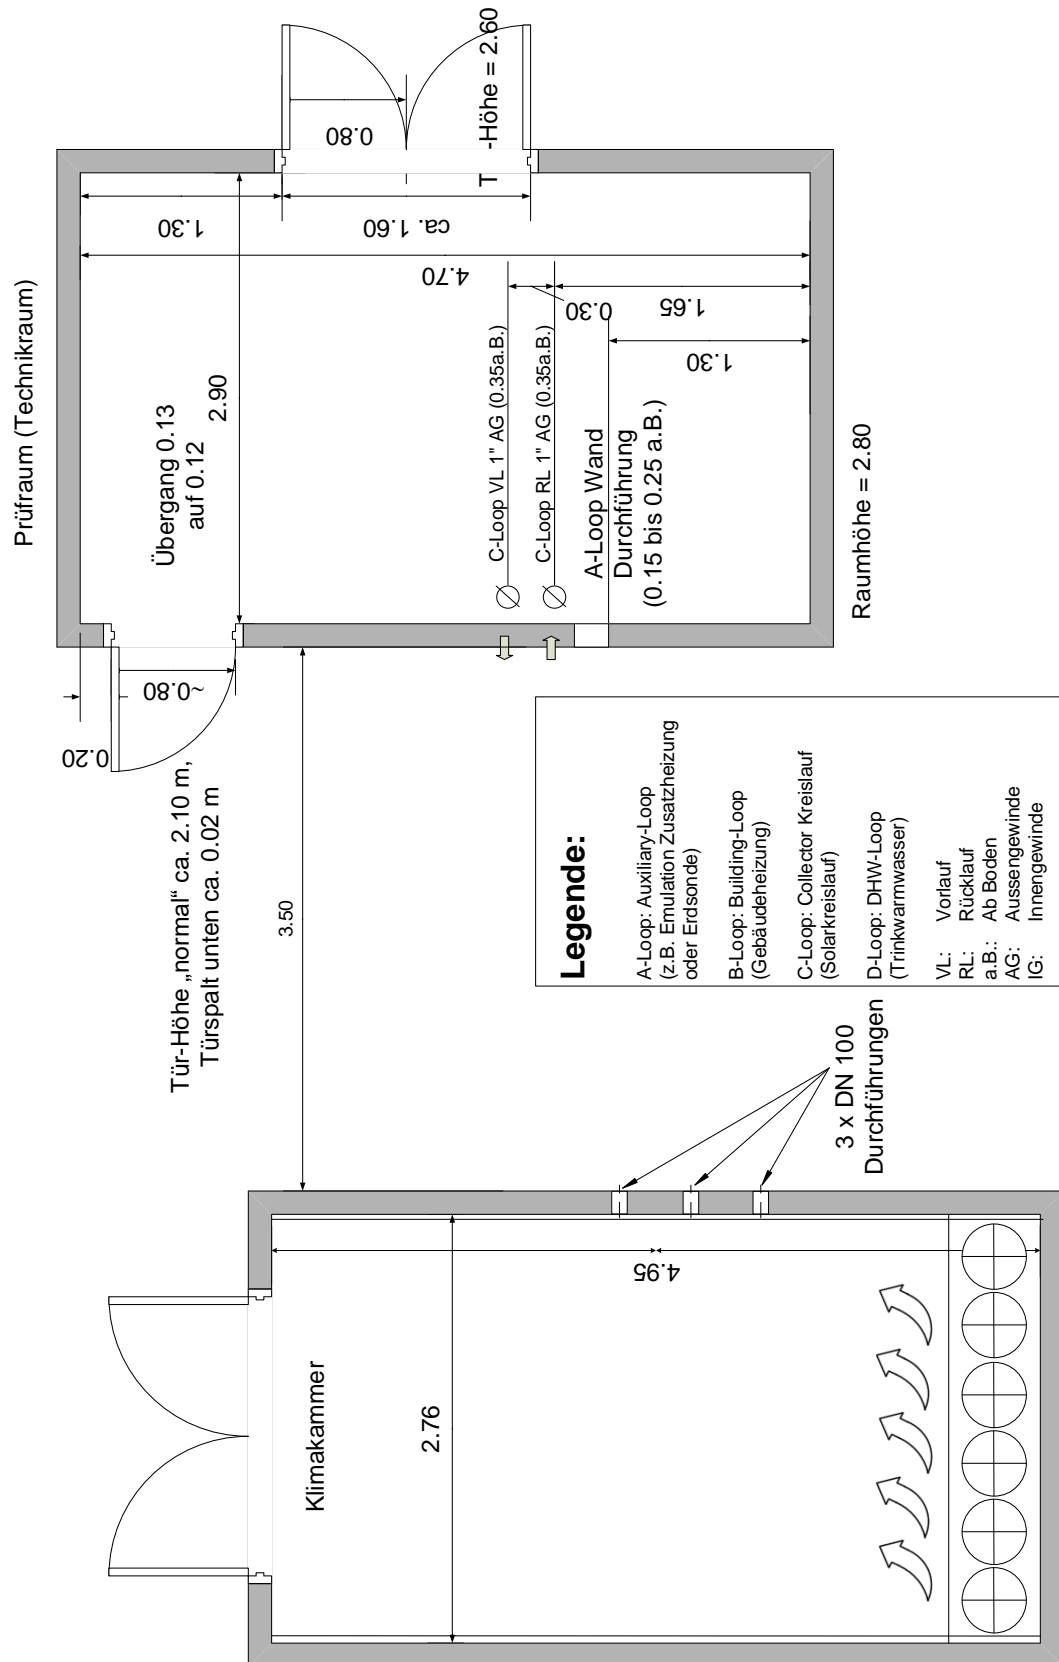 Prüfraum (Technikraum)
0.80
T -Höhe = 2.60
1.30
ca. 1.60
4.70
2.90
Übergang 0.13
auf 0.12
C-Loop VL 1" AG (0.35a.B.)
C-Loop RL 1" AG (0.35a.B.)
0.30
1.65
1.30
A-Loop Wand
Durchführung
(0.15 bis 0.25 a.B.)
Raumhöhe = 2.80
~0.80
0.20
Tür-Höhe „normal“ ca. 2.10 m,
Türspalt unten ca. 0.02 m
3.50
Legende:
A-Loop: Auxiliary-Loop
(z.B. Emulation Zusatzheizung
oder Erdsonde)
B-Loop: Building-Loop
(Gebäudeheizung)
C-Loop: Collector Kreislauf
(Solarkreislauf)
D-Loop: DHW-Loop
(Trinkwarmwasser)
VL: Vorlauf
RL: Rücklauf
a.B.: Ab Boden
AG: Aussengewinde
IG: Innengewinde
3 x DN 100
Durchführungen
Klimakammer
2.76
4.95